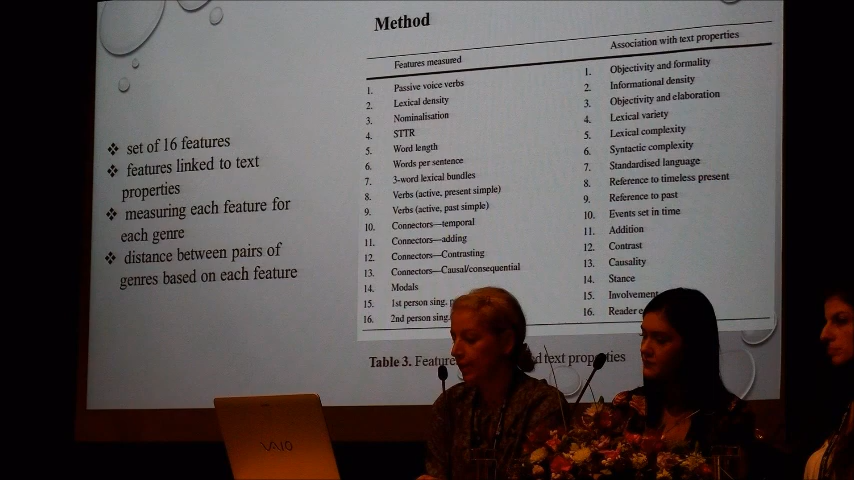 Method
❖ set of 16 features
❖ features linked to text
properties
❖ measuring each feature for
each genre
❖ distance between pairs of
genres based on each feature
Features measured
1. Passive voice verbs
2. Lexical density
3. Nominalisation
4. STTR
5. Word length
6. Words per sentence
7. 3-word lexical bundles
8. Verbs (active, present simple)
9. Verbs (active, past simple)
10. Connectors—temporal
11. Connectors—adding
12. Connectors—Contrasting
13. Connectors—Causal/consequential
14. Modals
15. 1st person sing.
16. 2nd person sing.
Association with text properties
1. Objectivity and formality
2. Informational density
3. Objectivity and elaboration
4. Lexical variety
5. Lexical complexity
6. Syntactic complexity
7. Standardised language
8. Reference to timeless present
9. Reference to past
10. Events set in time
11. Addition
12. Contrast
13. Causality
14. Stance
15. Involvement
16. Reader
Table 3. Feature text properties
VAIO